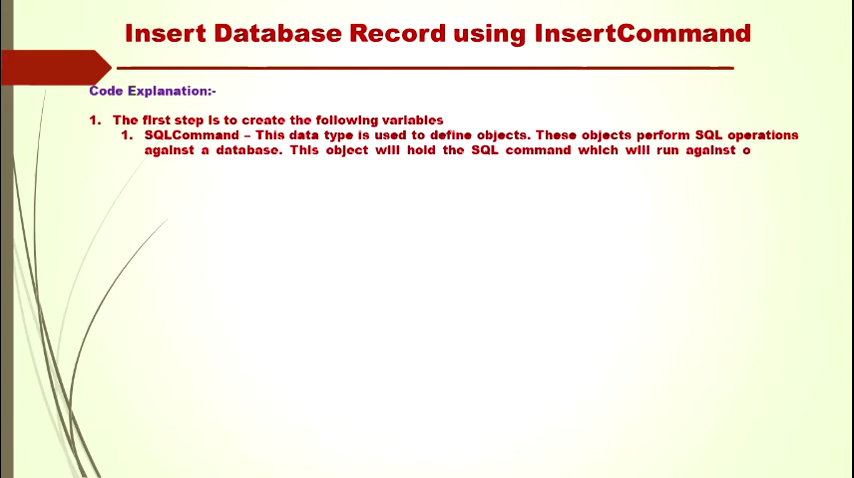 Insert Database Record using InsertCommand
Code Explanation:-
1. The first step is to create the following variables
1. SQLCommand – This data type is used to define objects. These objects perform SQL operations
against a database. This object will hold the SQL command which will run against o